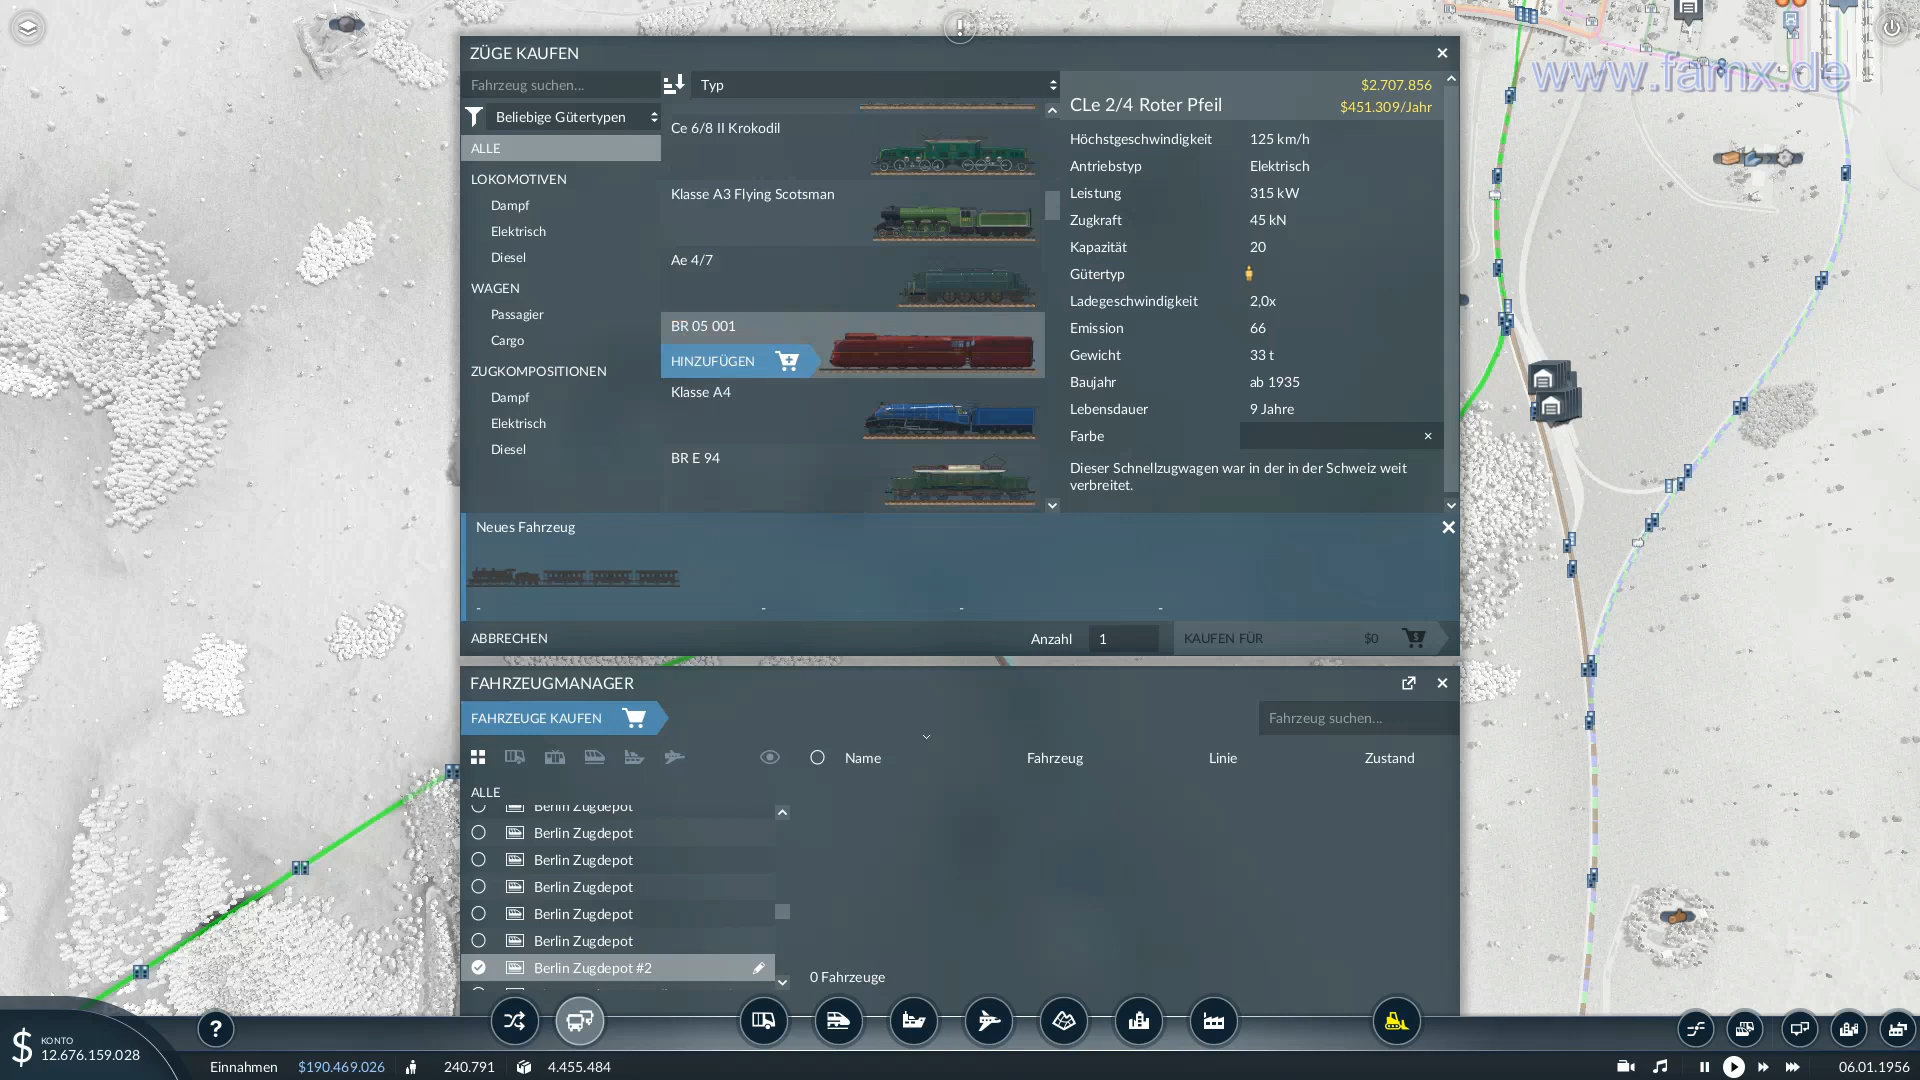 www.famx.de
ZÜGE KAUFEN
Fahrzeug suchen...
Typ
Beliebige Gütertypen
ALLE
LOKOMOTIVEN
Dampf
Elektrisch
Diesel
WAGEN
Passagier
Cargo
ZUGKOMPOSITIONEN
Dampf
Elektrisch
Diesel
Ce 6/8 II Krokodil
Klasse A3 Flying Scotsman
Ae 4/7
BR 05 001
HINZUFÜGEN
Klasse A4
BR E 94
$2.707.856
CLe 2/4 Roter Pfeil
$451.309/Jahr
Höchstgeschwindigkeit 125 km/h
Antriebstyp Elektrisch
Leistung 315 kW
Zugkraft 45 kN
Kapazität 20
Gütertyp
Ladegeschwindigkeit 2,0x
Emission 66
Gewicht 33 t
Baujahr ab 1935
Lebensdauer 9 Jahre
Farbe
Dieser Schnellzugwagen war in der in der Schweiz weit
verbreitet.
Neues Fahrzeug
- - - -
ABBRECHEN
Anzahl 1
KAUFEN FÜR $0
FAHRZEUGMANAGER
FAHRZEUGE KAUFEN
Fahrzeug suchen...
Name Fahrzeug Linie Zustand
ALLE
Berlin Zugdepot
Berlin Zugdepot
Berlin Zugdepot
Berlin Zugdepot
Berlin Zugdepot
Berlin Zugdepot
Berlin Zugdepot #2
0 Fahrzeuge
?
$ KONTO
12.676.159.028
Einnahmen $190.469.026 240.791 4.455.484
06.01.1956